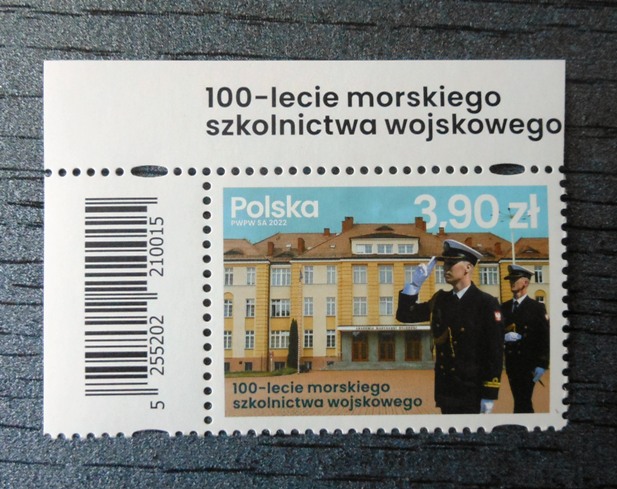 100-lecie morskiego
szkolnictwa wojskowego
5 255202 210015
Polska
PWPW SA 2022
3,90 zł
100-lecie morskiego
szkolnictwa wojskowego